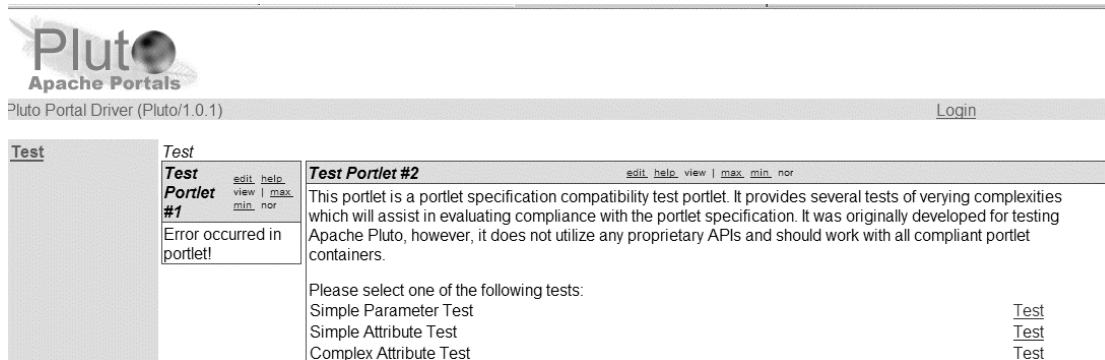 Pluto
Apache Portals
Pluto Portal Driver (Pluto/1.0.1)
Login
Test
Test
Test Portlet #1
edit help view | max min nor
Error occurred in
portlet!
Test Portlet #2
edit help view | max min nor
This portlet is a portlet specification compatibility test portlet. It provides several tests of verying complexities
which will assist in evaluating compliance with the portlet specification. It was originally developed for testing
Apache Pluto, however, it does not utilize any proprietary APIs and should work with all compliant portlet
containers.
Please select one of the following tests:
Simple Parameter Test Test
Simple Attribute Test Test
Complex Attribute Test Test